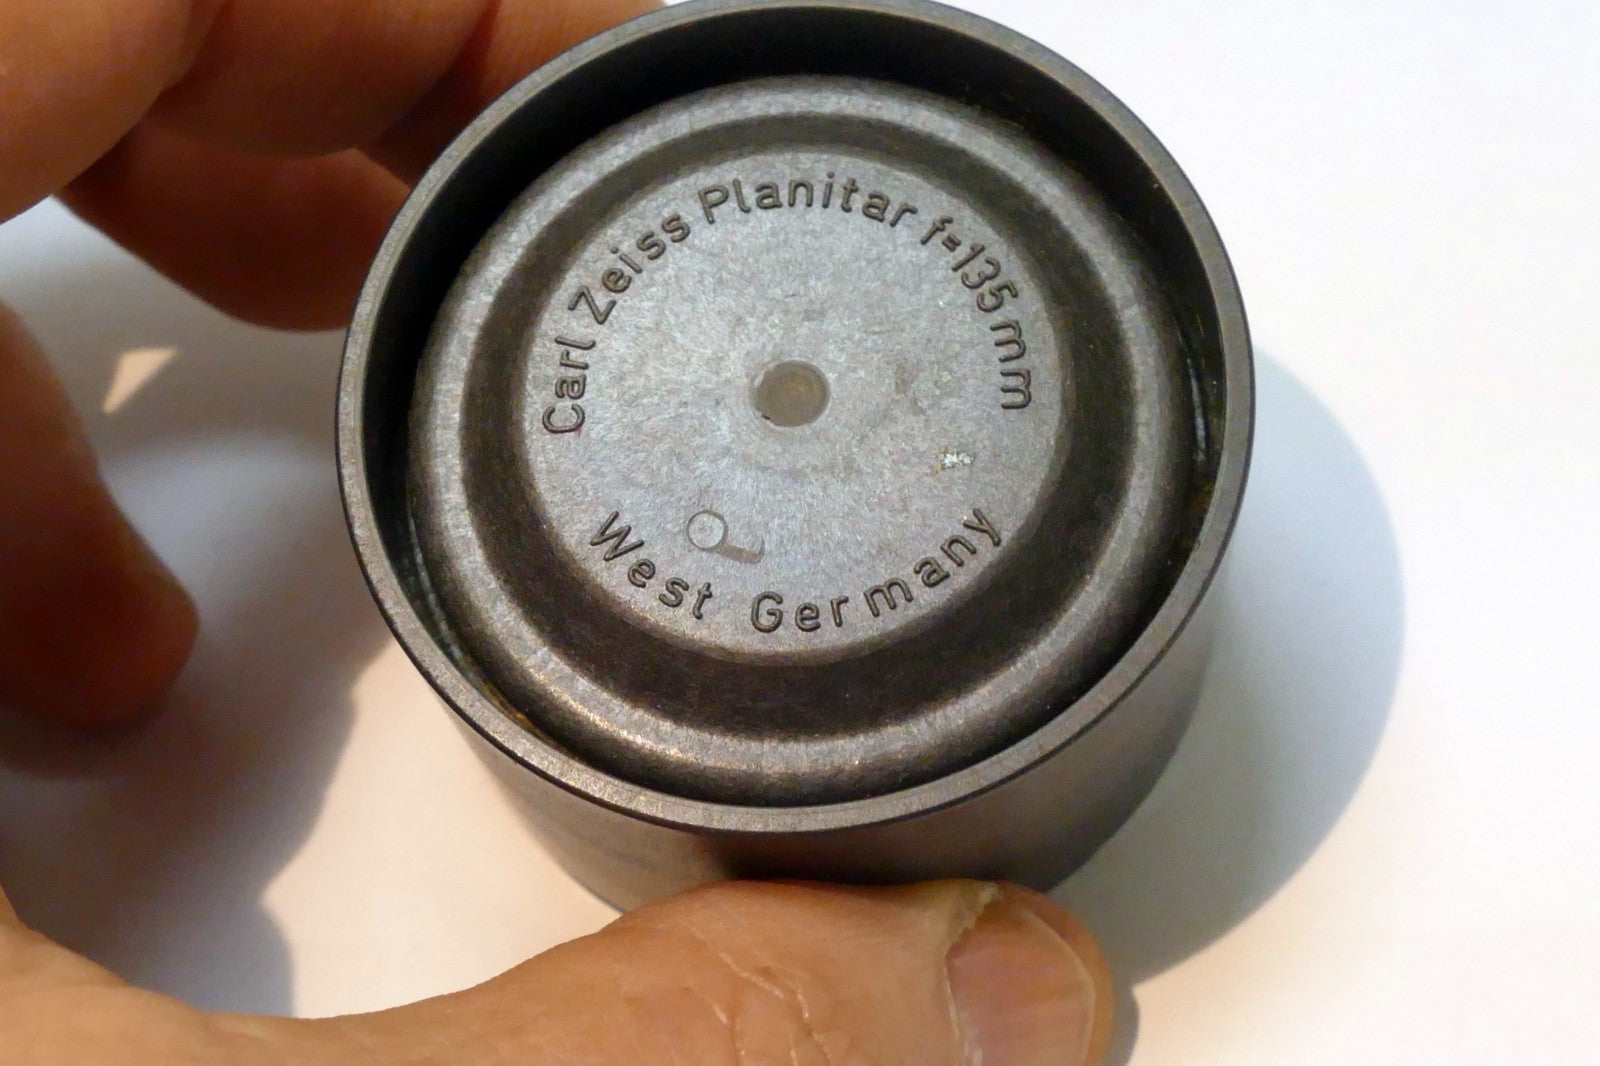 Carl Zeiss Planitar f=135mm
West Germany